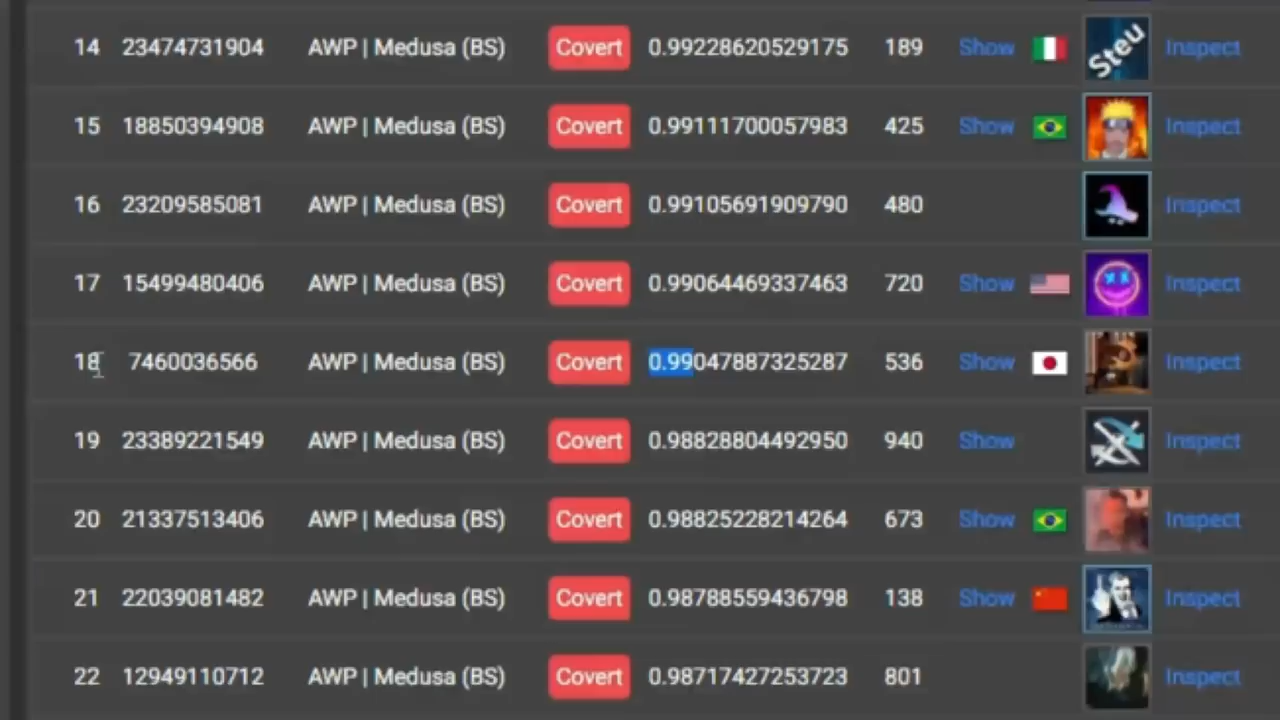 14 23474731904 AWP | Medusa (BS) Covert 0.99228620529175 189 Show Steu Inspect
15 18850394908 AWP | Medusa (BS) Covert 0.99111700057983 425 Show Inspect
16 23209585081 AWP | Medusa (BS) Covert 0.99105691909790 480 Inspect
17 15499480406 AWP | Medusa (BS) Covert 0.99064469337463 720 Show Inspect
18 7460036566 AWP | Medusa (BS) Covert 0.99047887325287 536 Show Inspect
19 23389221549 AWP | Medusa (BS) Covert 0.98828804492950 940 Show Inspect
20 21337513406 AWP | Medusa (BS) Covert 0.98825228214264 673 Show Inspect
21 22039081482 AWP | Medusa (BS) Covert 0.98788559436798 138 Show Inspect
22 12949110712 AWP | Medusa (BS) Covert 0.98717427253723 801 Inspect